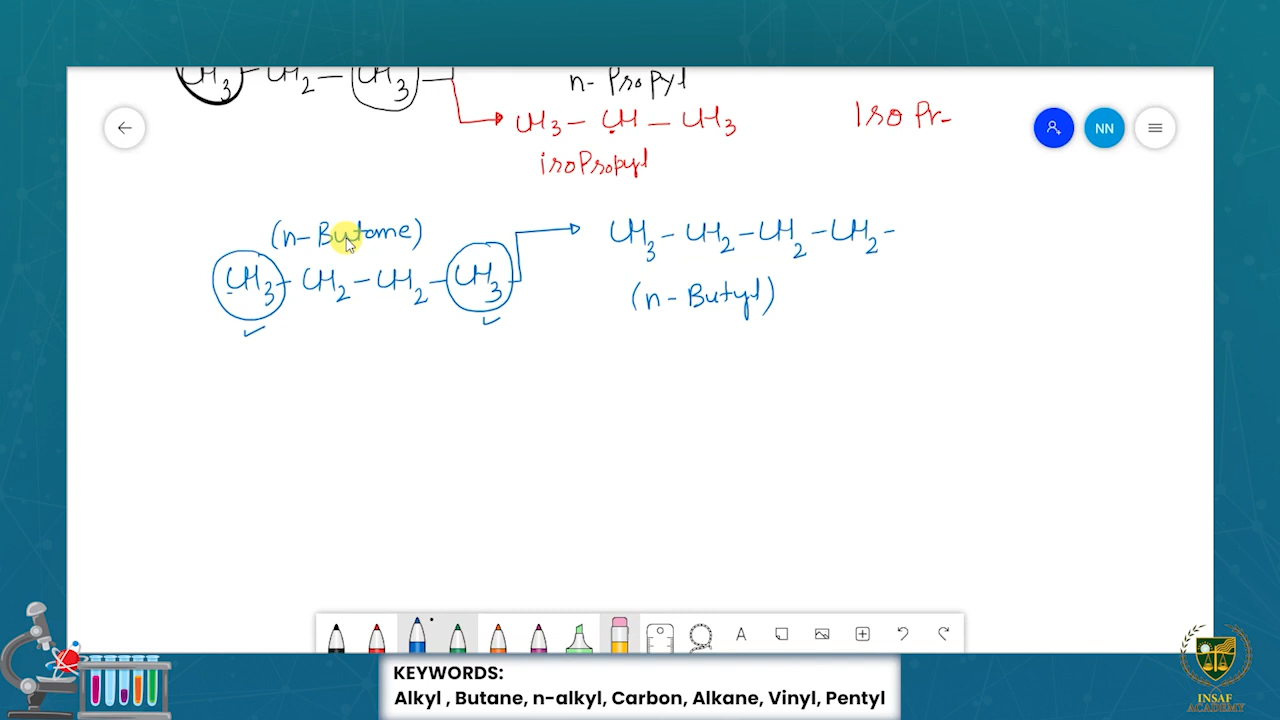 CH3 - CH2 - CH3 -
n- Propyl
CH3 - CH - CH3
Iso Pr-
isoPropyl
NN
(n- Butane)
CH3 - CH2 - CH2 - CH3
CH3 - CH2 - CH2 - CH2 -
(n- Butyl)
A
KEYWORDS:
Alkyl , Butane, n-alkyl, Carbon, Alkane, Vinyl, Pentyl
INSAF
ACADEMY